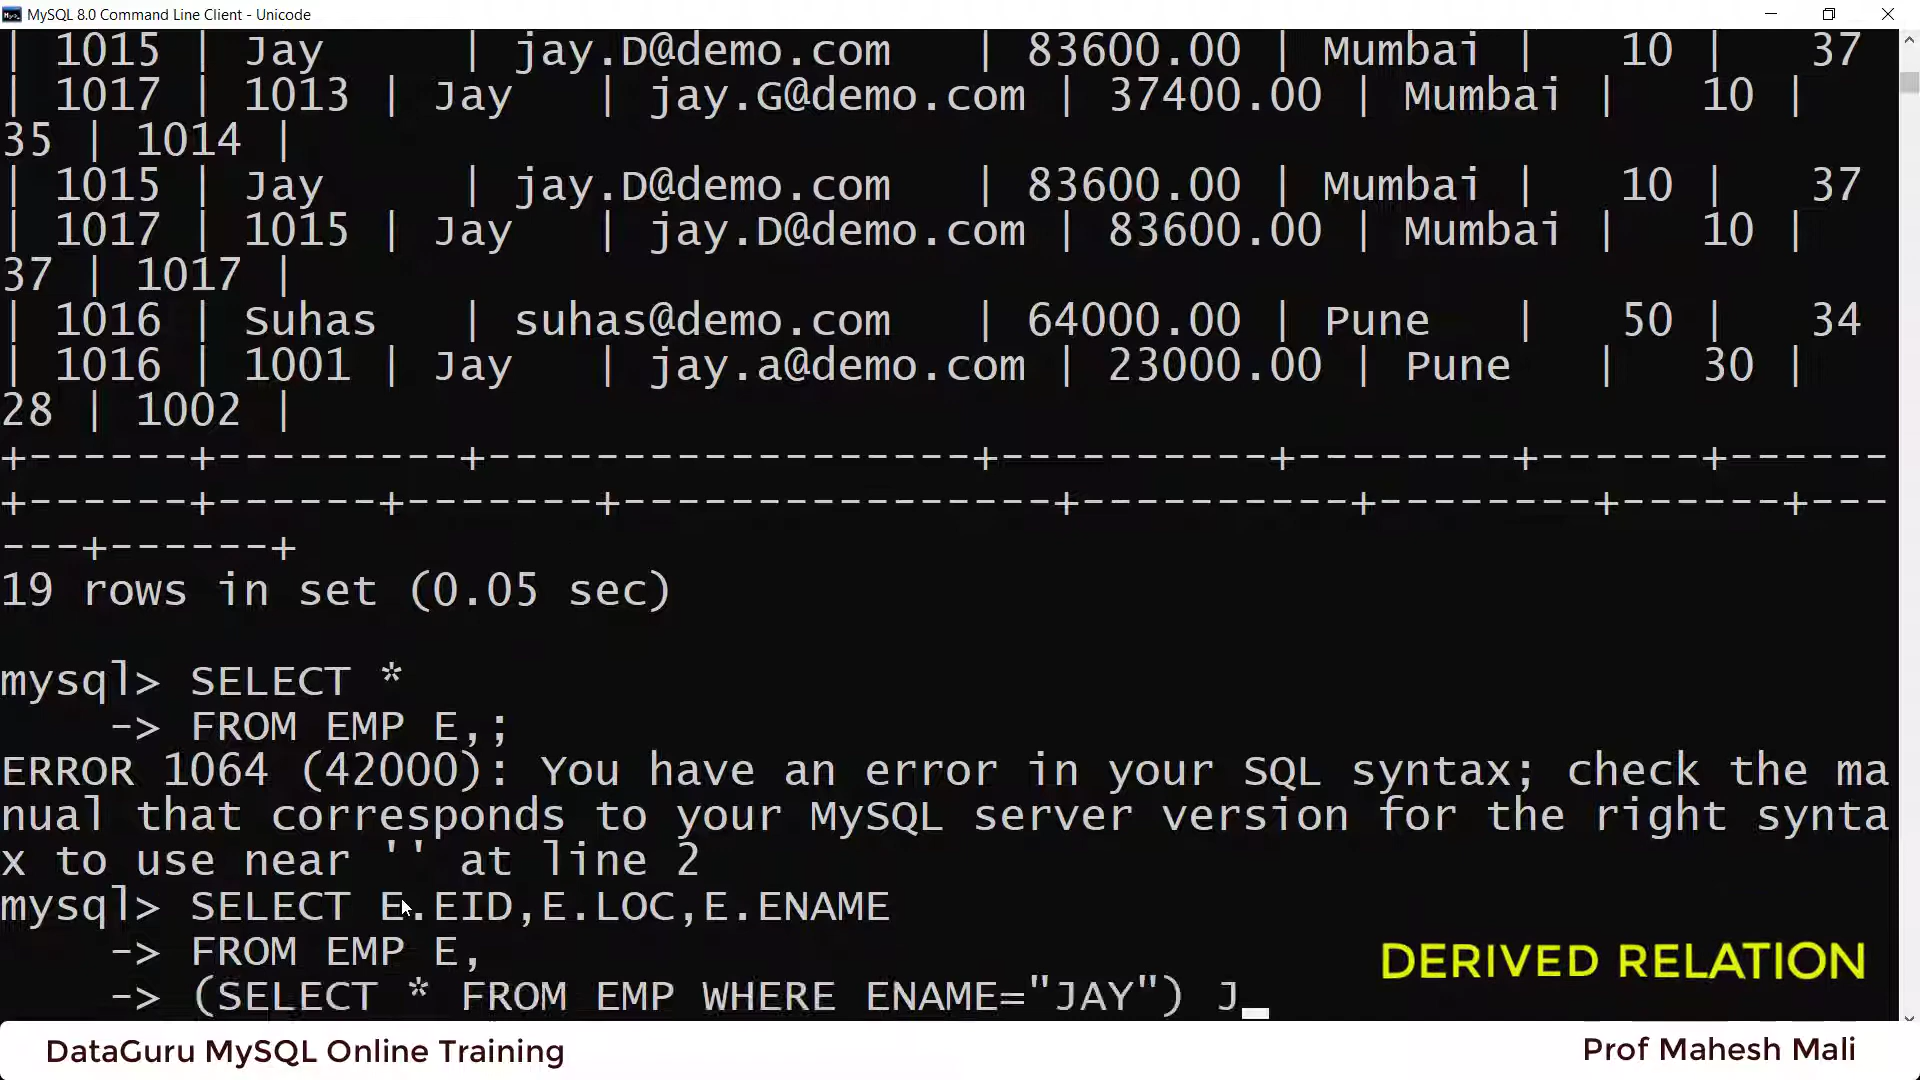 MySQL 8.0 Command Line Client - Unicode
| 1015 | Jay     | jay.D@demo.com   | 83600.00 | Mumbai |   10 |   37
| 1017 | 1013 | Jay   | jay.G@demo.com | 37400.00 | Mumbai |   10 |
35 | 1014 |
| 1015 | Jay     | jay.D@demo.com   | 83600.00 | Mumbai |   10 |   37
| 1017 | 1015 | Jay   | jay.D@demo.com | 83600.00 | Mumbai |   10 |
37 | 1017 |
| 1016 | Suhas   | suhas@demo.com   | 64000.00 | Pune   |   50 |   34
| 1016 | 1001 | Jay   | jay.a@demo.com | 23000.00 | Pune   |   30 |
28 | 1002 |
+------+---------+------------------+----------+--------+------+------
+------+------+-------+----------------+----------+--------+------+---
---+------+
19 rows in set (0.05 sec)
mysql> SELECT *
    -> FROM EMP E,;
ERROR 1064 (42000): You have an error in your SQL syntax; check the ma
nual that corresponds to your MySQL server version for the right synta
x to use near '' at line 2
mysql> SELECT E.EID,E.LOC,E.ENAME
    -> FROM EMP E,
    -> (SELECT * FROM EMP WHERE ENAME="JAY") J
DERIVED RELATION
DataGuru MySQL Online Training
Prof Mahesh Mali